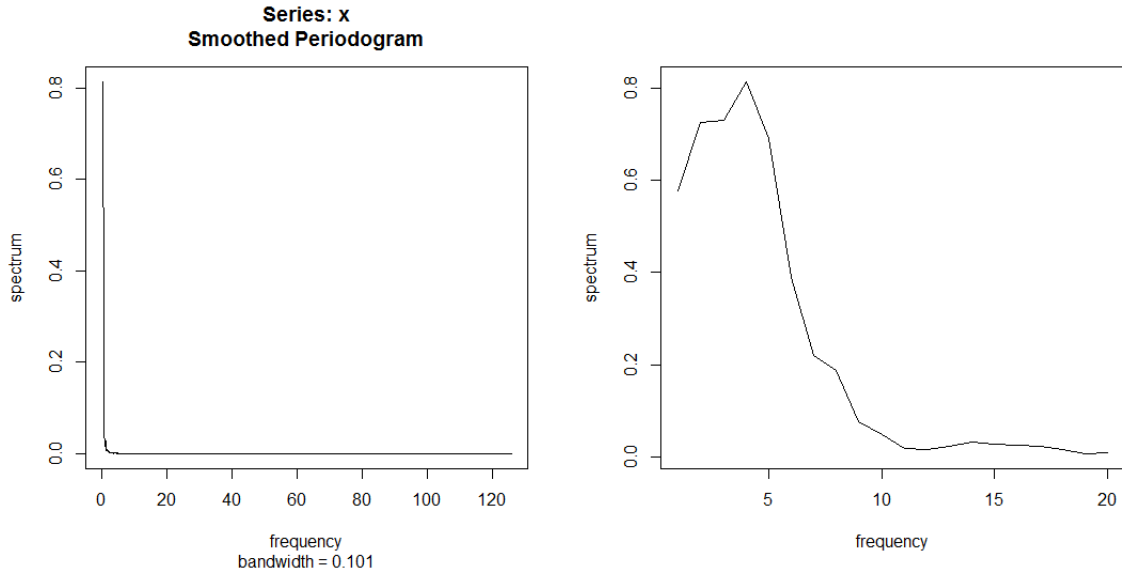 Series: x
Smoothed Periodogram
spectrum
0.0 0.2 0.4 0.6 0.8
0 20 40 60 80 100 120
frequency
bandwidth = 0.101
spectrum
0.0 0.2 0.4 0.6 0.8
5 10 15 20
frequency